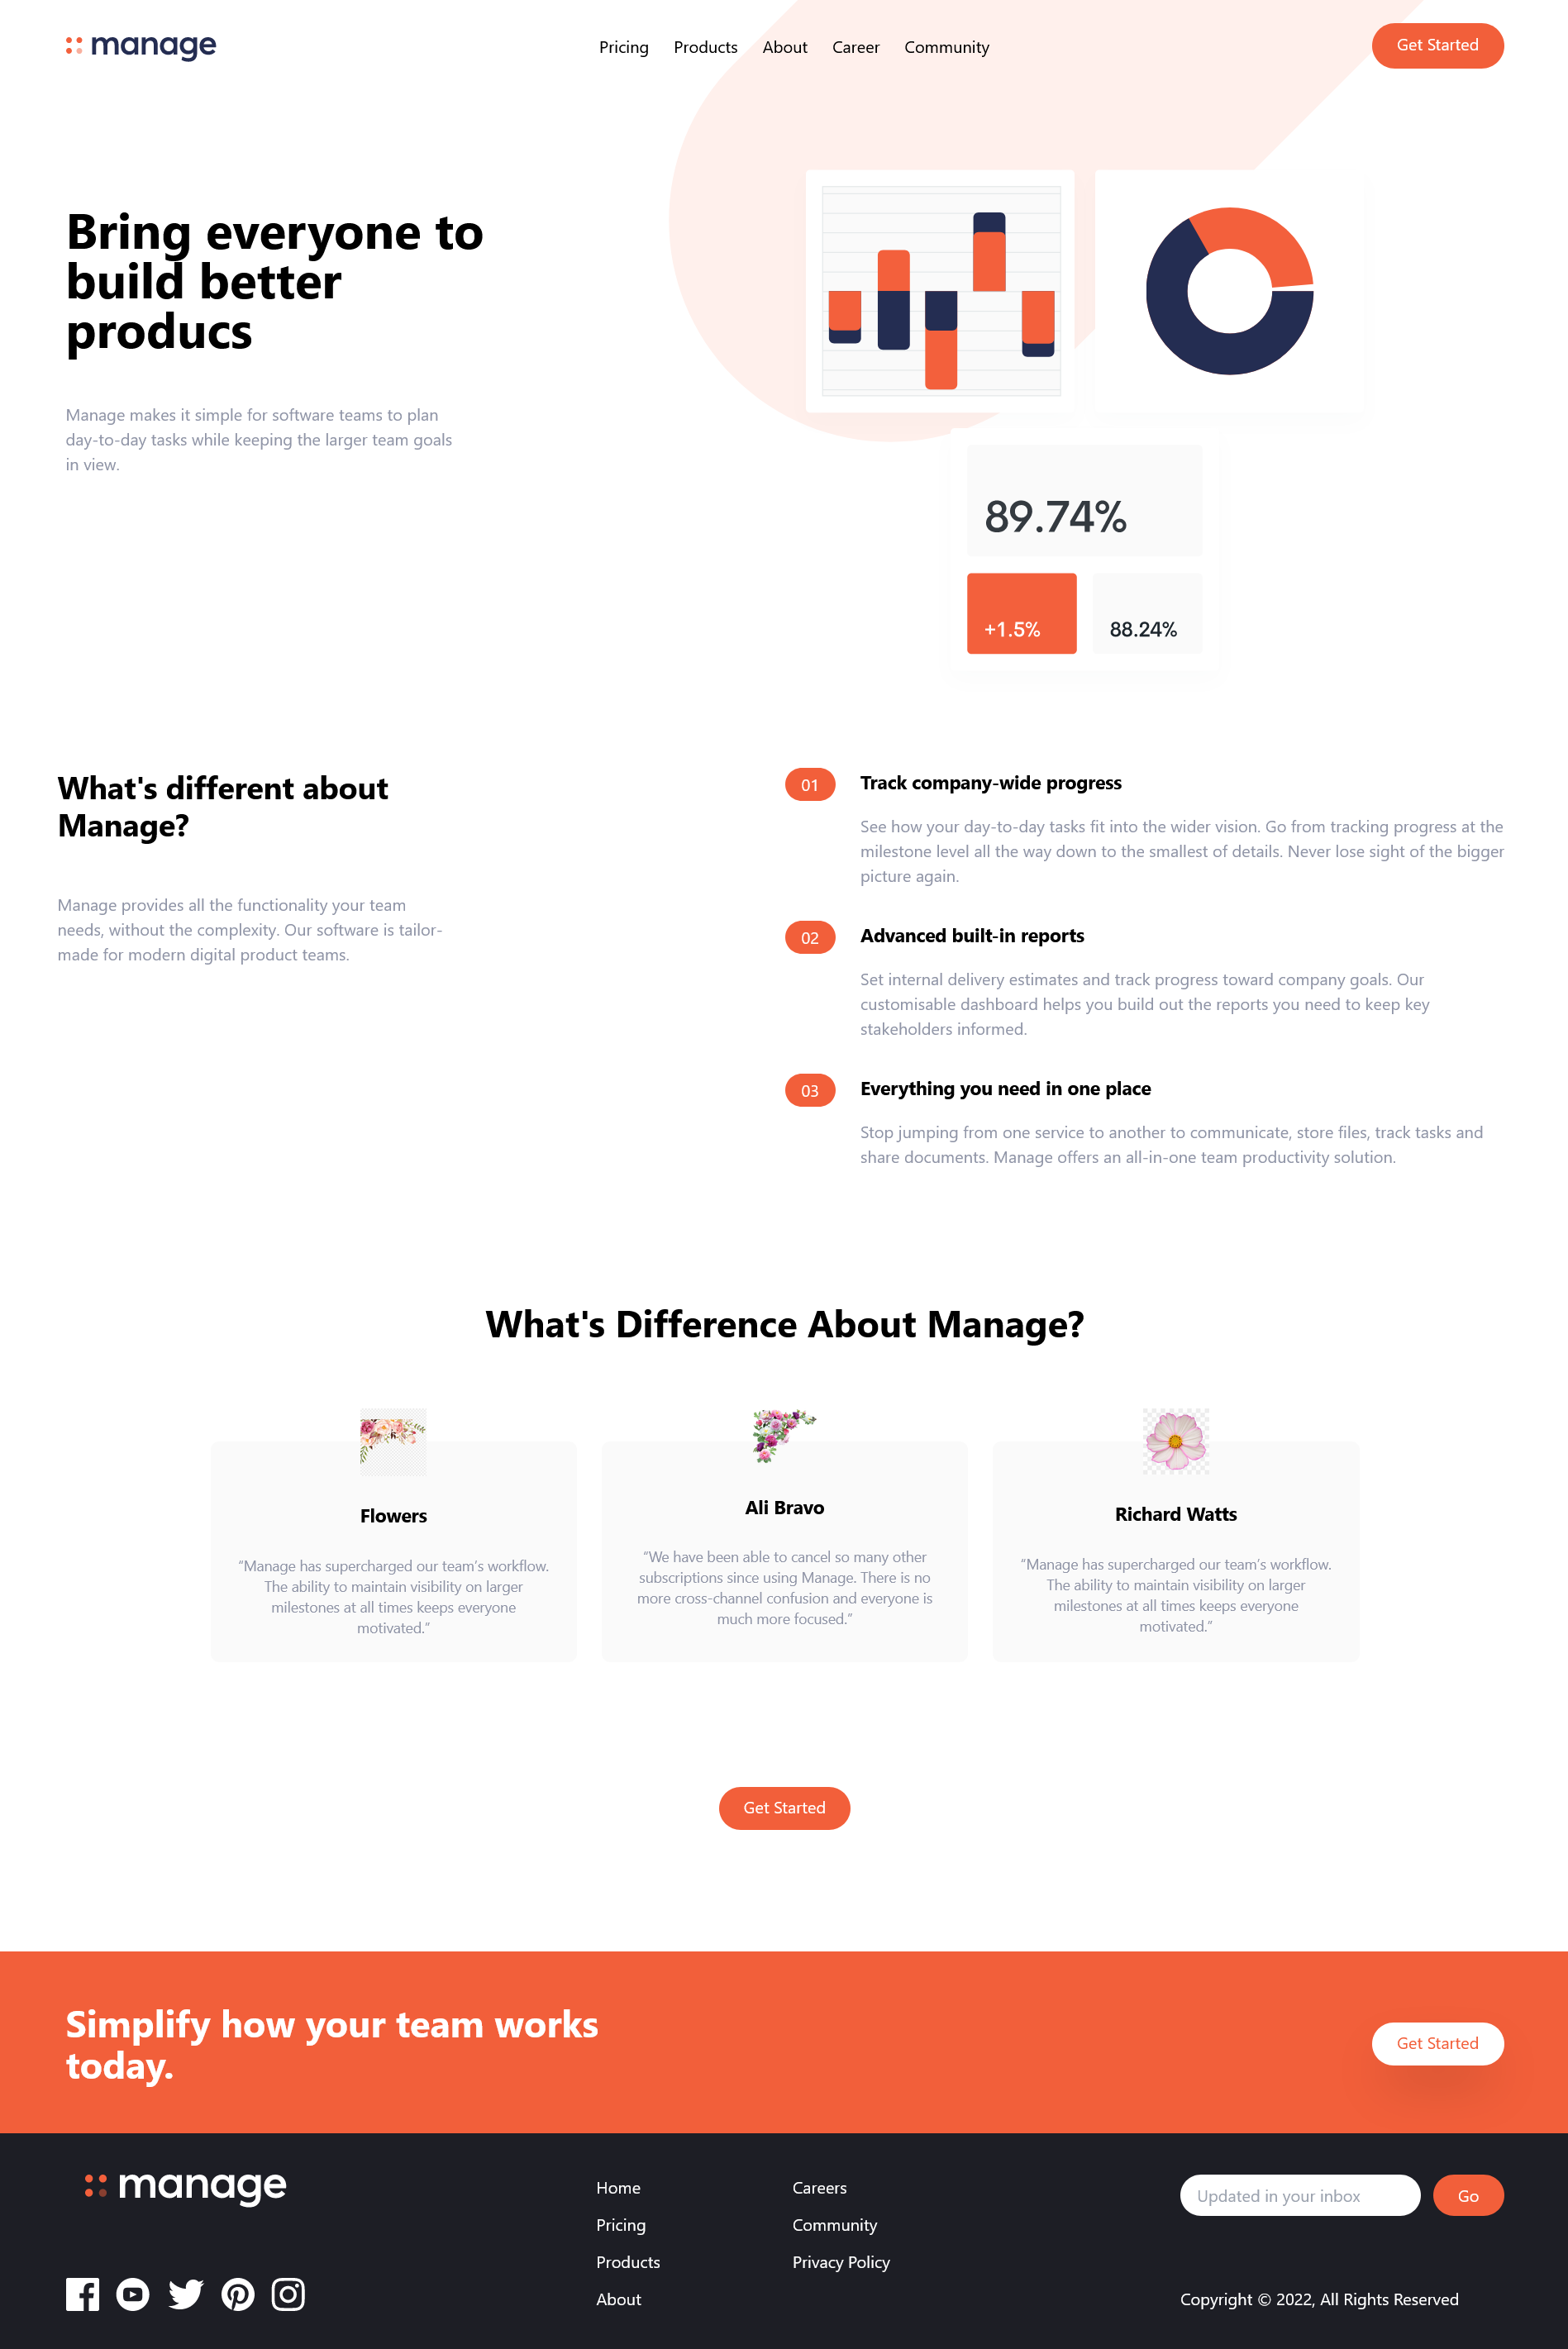 manage
Pricing Products About Career Community
Get Started
Bring everyone to
build better
producs
Manage makes it simple for software teams to plan
day-to-day tasks while keeping the larger team goals
in view.
89.74%
+1.5%
88.24%
What's different about
Manage?
Manage provides all the functionality your team
needs, without the complexity. Our software is tailor-
made for modern digital product teams.
01
Track company-wide progress
See how your day-to-day tasks fit into the wider vision. Go from tracking progress at the
milestone level all the way down to the smallest of details. Never lose sight of the bigger
picture again.
02
Advanced built-in reports
Set internal delivery estimates and track progress toward company goals. Our
customisable dashboard helps you build out the reports you need to keep key
stakeholders informed.
03
Everything you need in one place
Stop jumping from one service to another to communicate, store files, track tasks and
share documents. Manage offers an all-in-one team productivity solution.
What's Difference About Manage?
Flowers
“Manage has supercharged our team’s workflow.
The ability to maintain visibility on larger
milestones at all times keeps everyone
motivated.”
Ali Bravo
“We have been able to cancel so many other
subscriptions since using Manage. There is no
more cross-channel confusion and everyone is
much more focused.”
Richard Watts
“Manage has supercharged our team’s workflow.
The ability to maintain visibility on larger
milestones at all times keeps everyone
motivated.”
Get Started
Simplify how your team works
today.
Get Started
manage
Home
Pricing
Products
About
Careers
Community
Privacy Policy
Updated in your inbox
Go
Copyright © 2022, All Rights Reserved